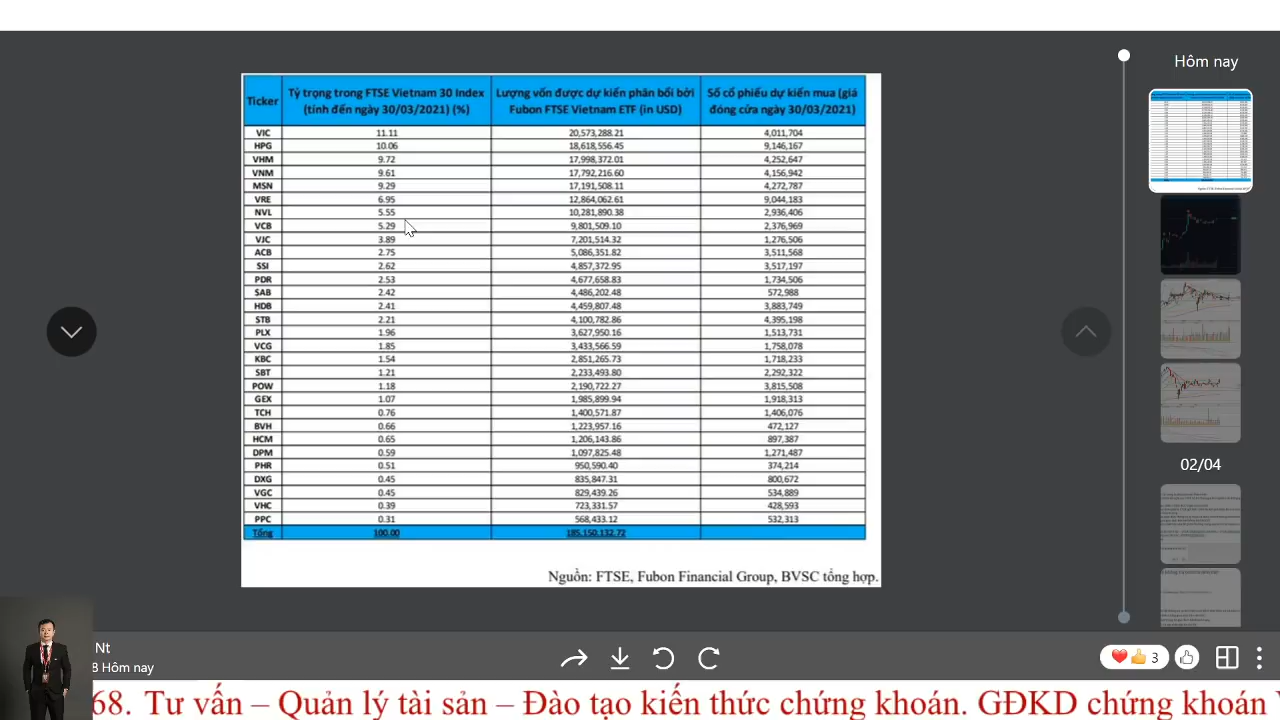 Hôm nay
Ticker Tỷ trọng trong FTSE Vietnam 30 Index (tính đến ngày 30/03/2021) (%) Lượng vốn được dự kiến phân bổi bởi Fubon FTSE Vietnam ETF (in USD) Số cổ phiếu dự kiến mua (giá đóng cửa ngày 30/03/2021)
VIC 11.11 20,573,288.21 4,011,704
HPG 10.06 18,618,556.45 9,146,167
VHM 9.72 17,998,372.01 4,252,647
VNM 9.61 17,792,216.60 4,156,942
MSN 9.29 17,191,508.11 4,272,787
VRE 6.95 12,864,062.61 9,044,183
NVL 5.55 10,281,890.38 2,936,406
VCB 5.29 9,801,509.10 2,376,969
VJC 3.89 7,201,514.32 1,276,506
ACB 2.75 5,086,351.82 3,511,568
SSI 2.62 4,857,372.95 3,517,197
PDR 2.53 4,677,658.83 1,734,506
SAB 2.42 4,486,202.48 572,988
HDB 2.41 4,459,807.48 3,883,749
STB 2.21 4,100,782.86 4,395,198
PLX 1.96 3,627,950.16 1,513,731
VCG 1.85 3,433,566.59 1,758,078
KBC 1.54 2,851,265.73 1,718,233
SBT 1.21 2,233,493.80 2,292,322
POW 1.18 2,190,722.27 3,815,508
GEX 1.07 1,985,899.94 1,918,313
TCH 0.76 1,400,571.87 1,406,076
BVH 0.66 1,223,957.16 472,127
HCM 0.65 1,206,143.86 897,387
DPM 0.59 1,097,825.48 1,271,487
PHR 0.51 950,590.40 374,214
DXG 0.45 835,847.31 800,672
VGC 0.45 829,439.26 534,889
VHC 0.39 723,331.57 428,593
PPC 0.31 568,433.12 532,313
Tổng 100.00 185,150,132.72
Nguồn: FTSE, Fubon Financial Group, BVSC tổng hợp.
02/04
Nt
8 Hôm nay
3
68. Tư vấn – Quản lý tài sản – Đào tạo kiến thức chứng khoán. GĐKD chứng khoán